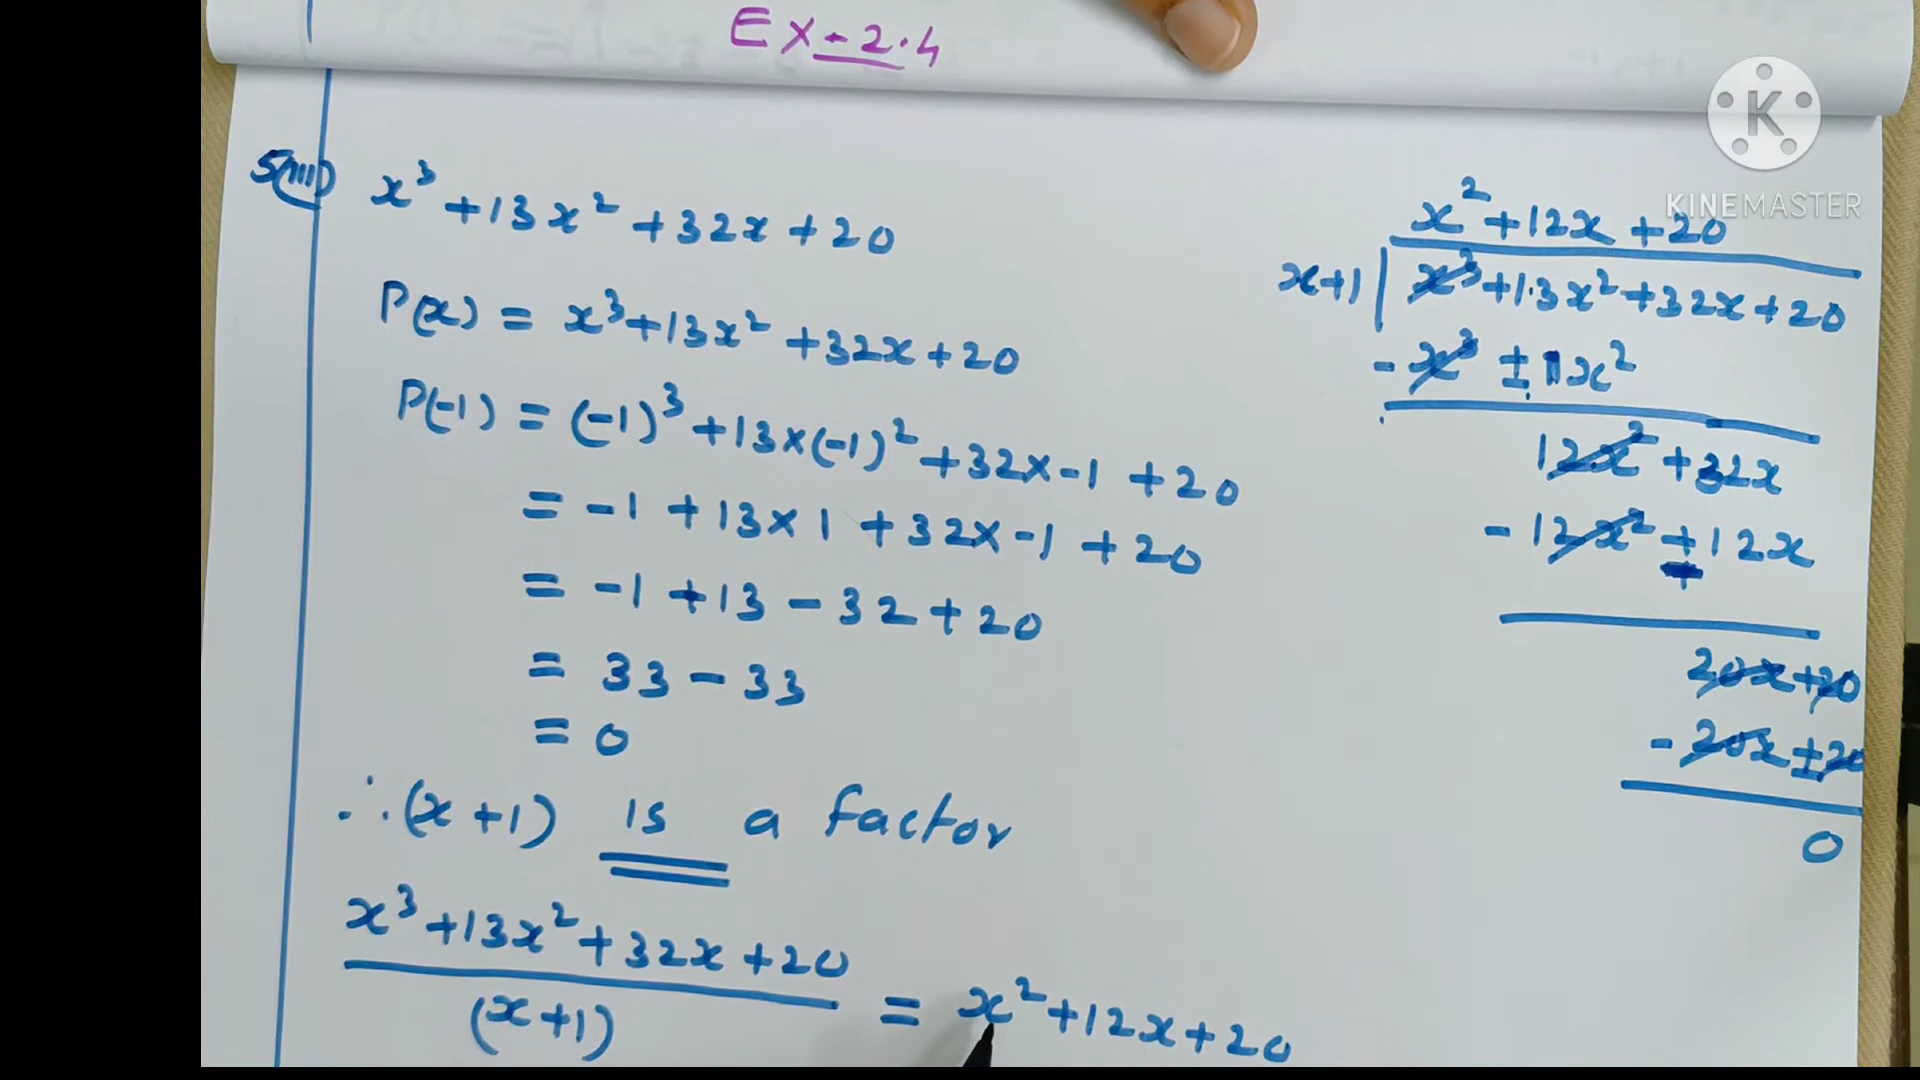 Ex-2.4
5(iii) x³ + 13x² + 32x + 20
P(x) = x³ + 13x² + 32x + 20
P(-1) = (-1)³ + 13 × (-1)² + 32 × -1 + 20
= -1 + 13 × 1 + 32 × -1 + 20
= -1 + 13 - 32 + 20
= 33 - 33
= 0
∴ (x + 1) is a factor
x³ + 13x² + 32x + 20
(x + 1)
= x² + 12x + 20
x² + 12x + 20
x+1 | x³ + 13x² + 32x + 20
- x³ ± 1x²
12x² + 32x
- 12x² ± 12x
20x + 20
- 20x ± 20
0
K
KINEMASTER